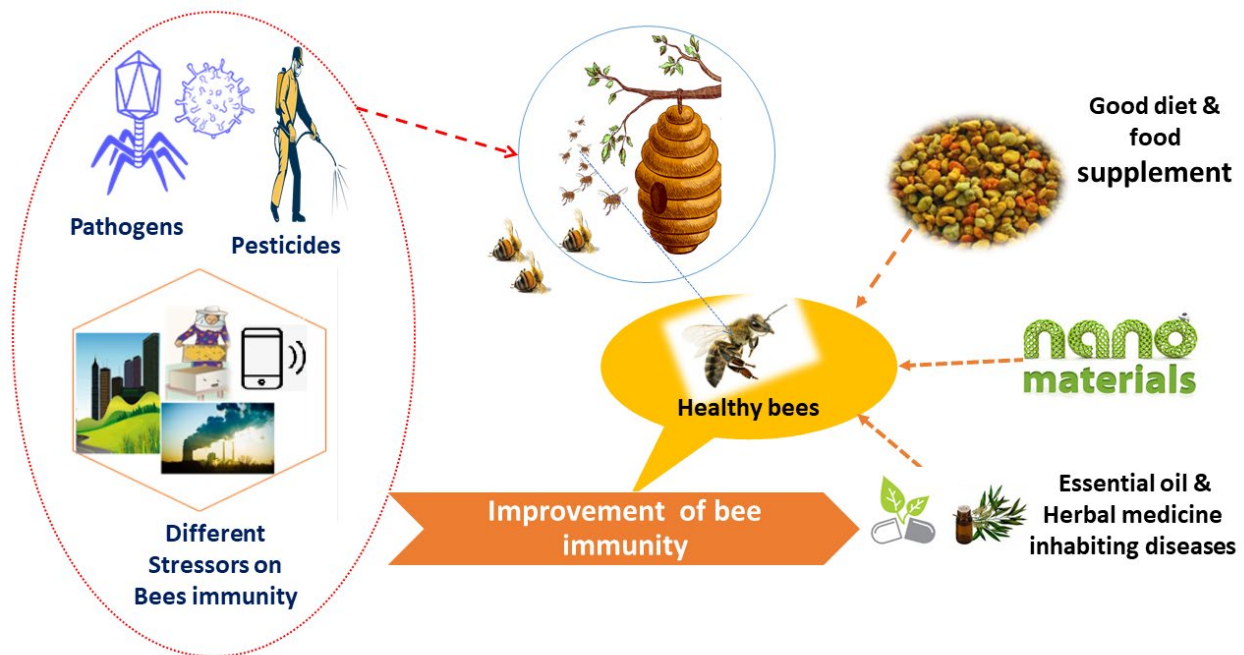 Pathogens
Pesticides
Different
Stressors on
Bees immunity
Healthy bees
Improvement of bee
immunity
Good diet &
food
supplement
nano
materials
Essential oil &
Herbal medicine
inhabiting diseases